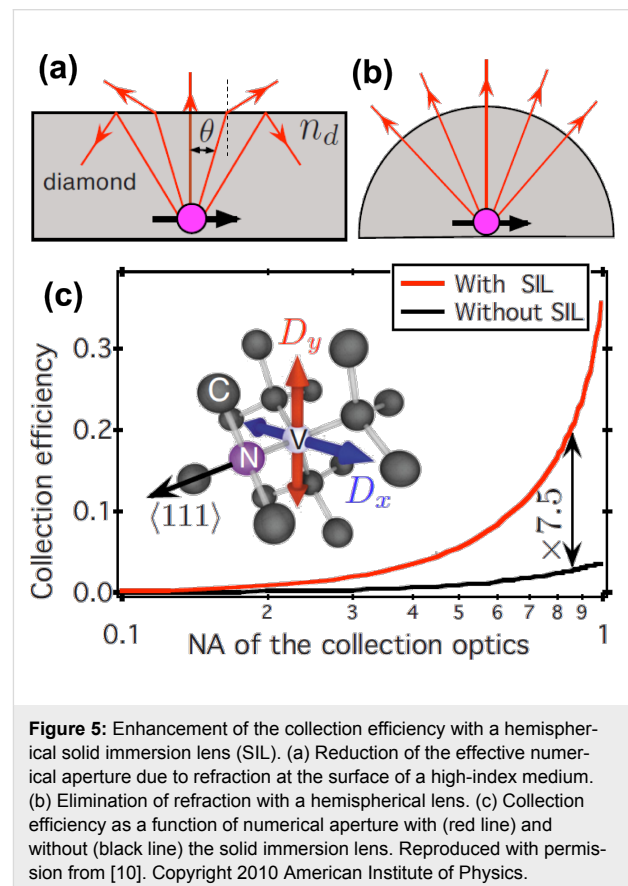 (a)
(b)
θ
n_d
diamond
(c)
With SIL
Without SIL
Collection efficiency
0.3
0.2
0.1
0.0
D_y
C
V
N
D_x
⟨111⟩
×7.5
0.1
2
3
4
5
6
7
8
9
1
NA of the collection optics
Figure 5: Enhancement of the collection efficiency with a hemispher-
ical solid immersion lens (SIL). (a) Reduction of the effective nume-
rical aperture due to refraction at the surface of a high-index medium.
(b) Elimination of refraction with a hemispherical lens. (c) Collection
efficiency as a function of numerical aperture with (red line) and
without (black line) the solid immersion lens. Reproduced with permis-
sion from [10]. Copyright 2010 American Institute of Physics.